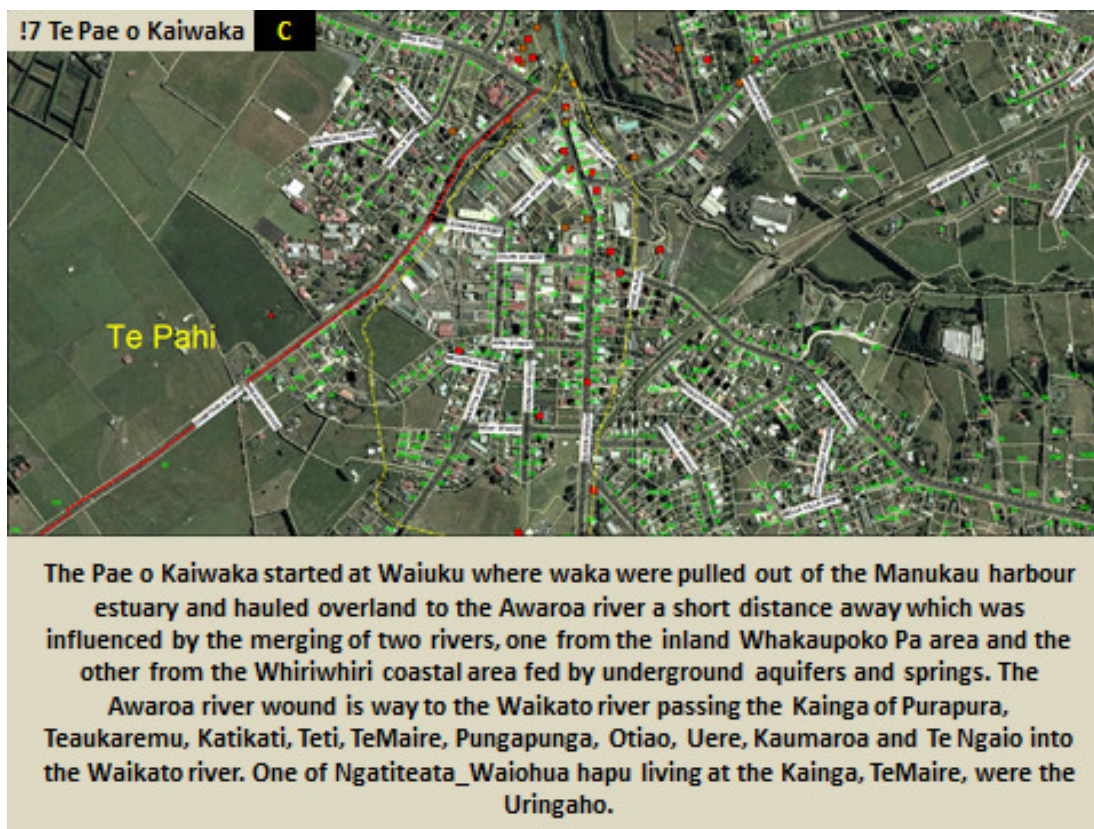 !7 Te Pae o Kaiwaka C
Te Pahi
The Pae o Kaiwaka started at Waiuku where waka were pulled out of the Manukau harbour
estuary and hauled overland to the Awaroa river a short distance away which was
influenced by the merging of two rivers, one from the inland Whakaupoko Pa area and the
other from the Whiriwhiri coastal area fed by underground aquifers and springs. The
Awaroa river wound is way to the Waikato river passing the Kainga of Purapura,
Teaukaremu, Katikati, Teti, TeMaire, Pungapunga, Otiao, Uere, Kaumaroa and Te Ngaio into
the Waikato river. One of Ngatiteata_Waiohua hapu living at the Kainga, TeMaire, were the
Uringaho.